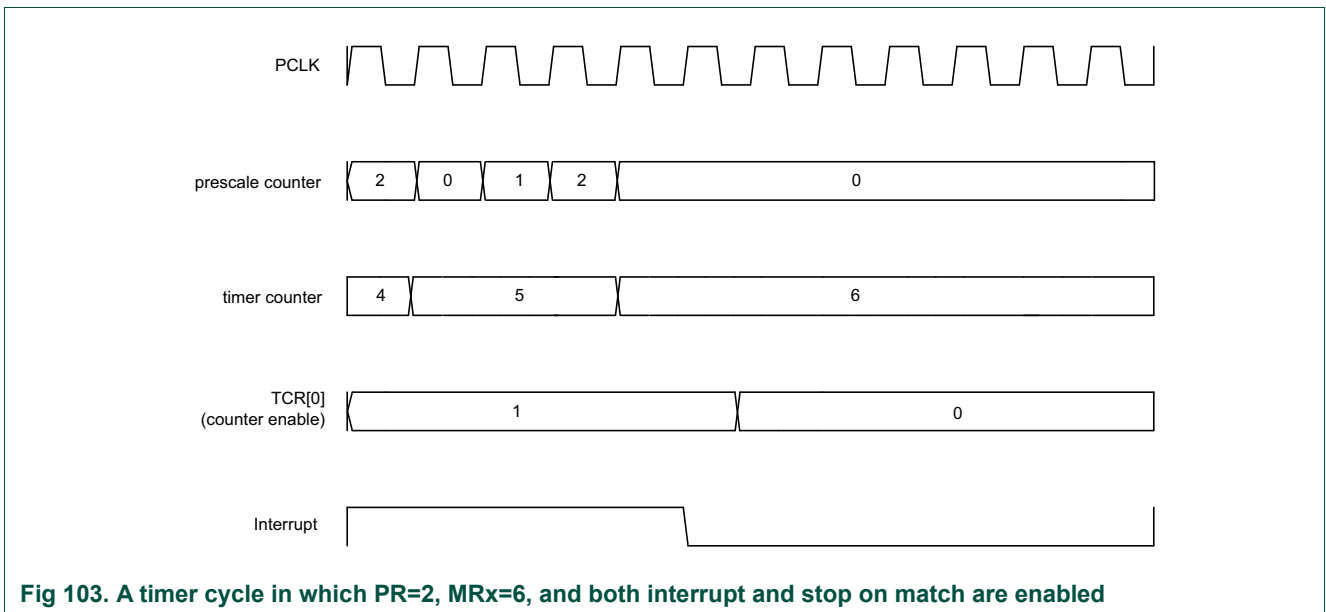 PCLK
prescale counter 2 0 1 2 0
timer counter 4 5 6
TCR[0]
(counter enable) 1 0
Interrupt
Fig 103. A timer cycle in which PR=2, MRx=6, and both interrupt and stop on match are enabled